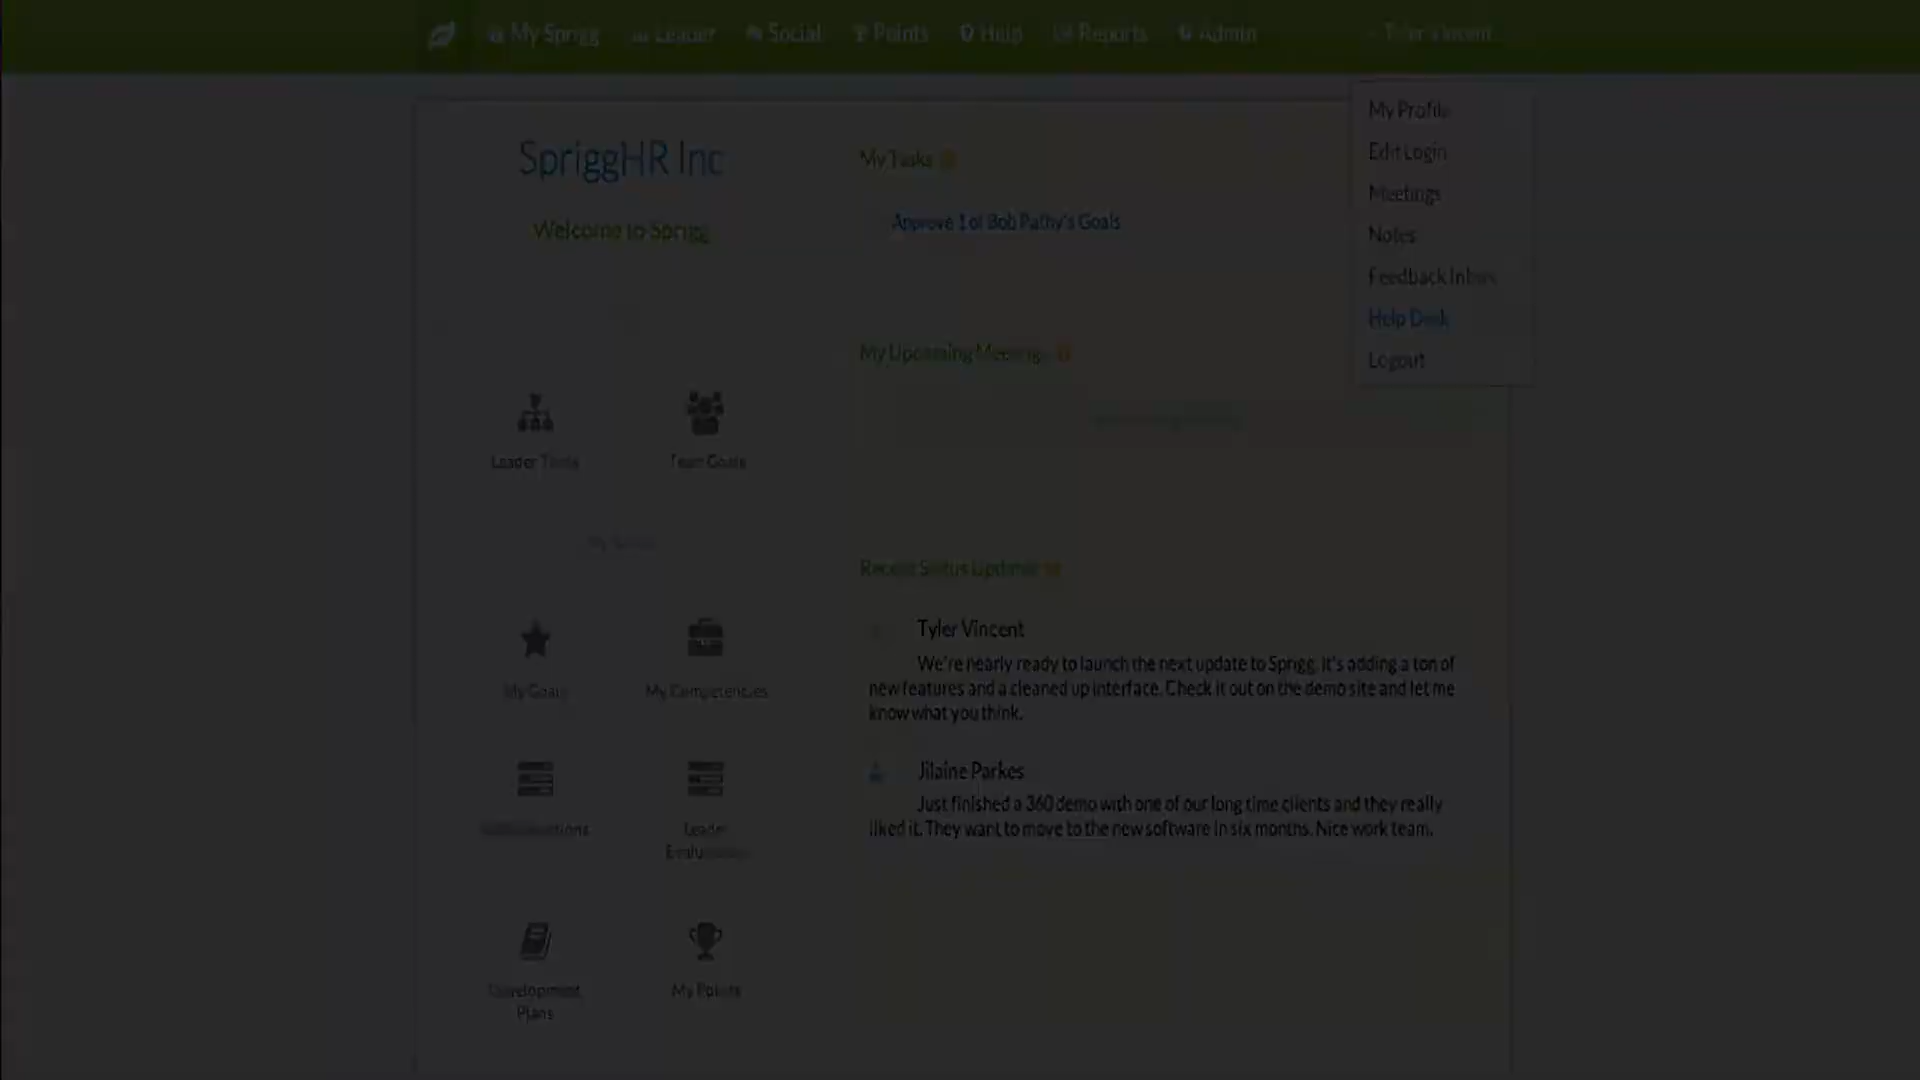 My Sprigg Leader Social Points Help Reports Admin Tyler Vincent
My Profile
Edit Login
Meetings
Notes
Feedback Inbox
Help Desk
Logout
SpriggHR Inc
Welcome to Sprigg
Leader Tools
Team Goals
My Goals
My Competencies
Leader
Development
Plans
My Points
My Tasks
Approve 1 of Bob Pathy's Goals
My Upcoming Meetings
Recent Status Updates
Tyler Vincent
We're nearly ready to launch the next update to Sprigg. It's adding a ton of
new features and a cleaned up interface. Check it out on the demo site and let me
know what you think.
Jilaine Parkes
Just finished a 360 demo with one of our long time clients and they really
liked it. They want to move to the new software in six months. Nice work team.